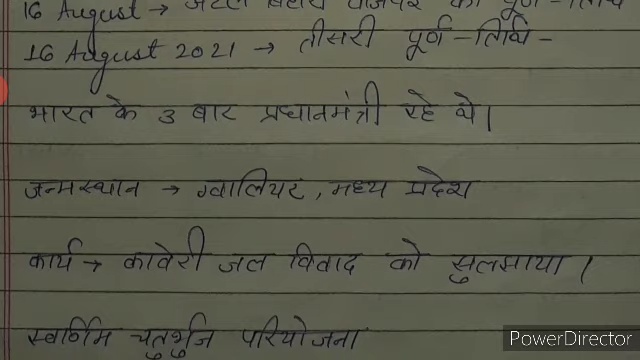 16 August → अटल बिहारी वाजपेयी की पूर्ण-तिथि
16 August 2021 → तीसरी पूर्ण-तिथि-
भारत के 3 बार प्रधानमंत्री रहे थे।
जन्मस्थान → ग्वालियर, मध्य प्रदेश
कार्य → कावेरी जल विवाद को सुलझाया।
स्वर्णिम चतुर्भुज परियोजना
PowerDirector